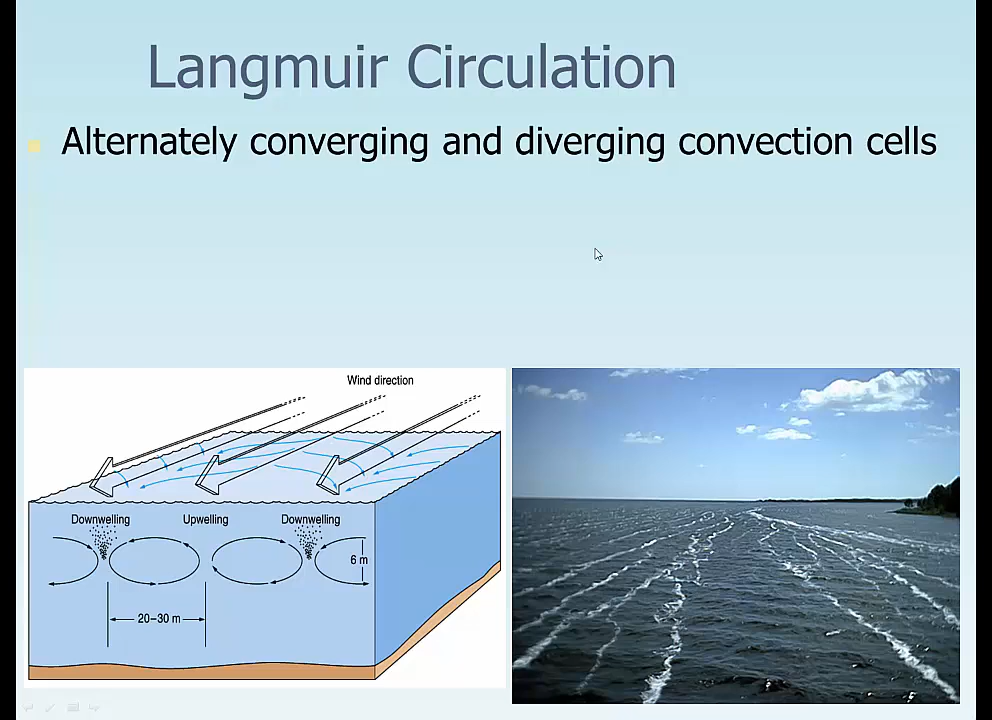 Langmuir Circulation
Alternately converging and diverging convection cells
Wind direction
Downwelling Upwelling Downwelling
6 m
20–30 m